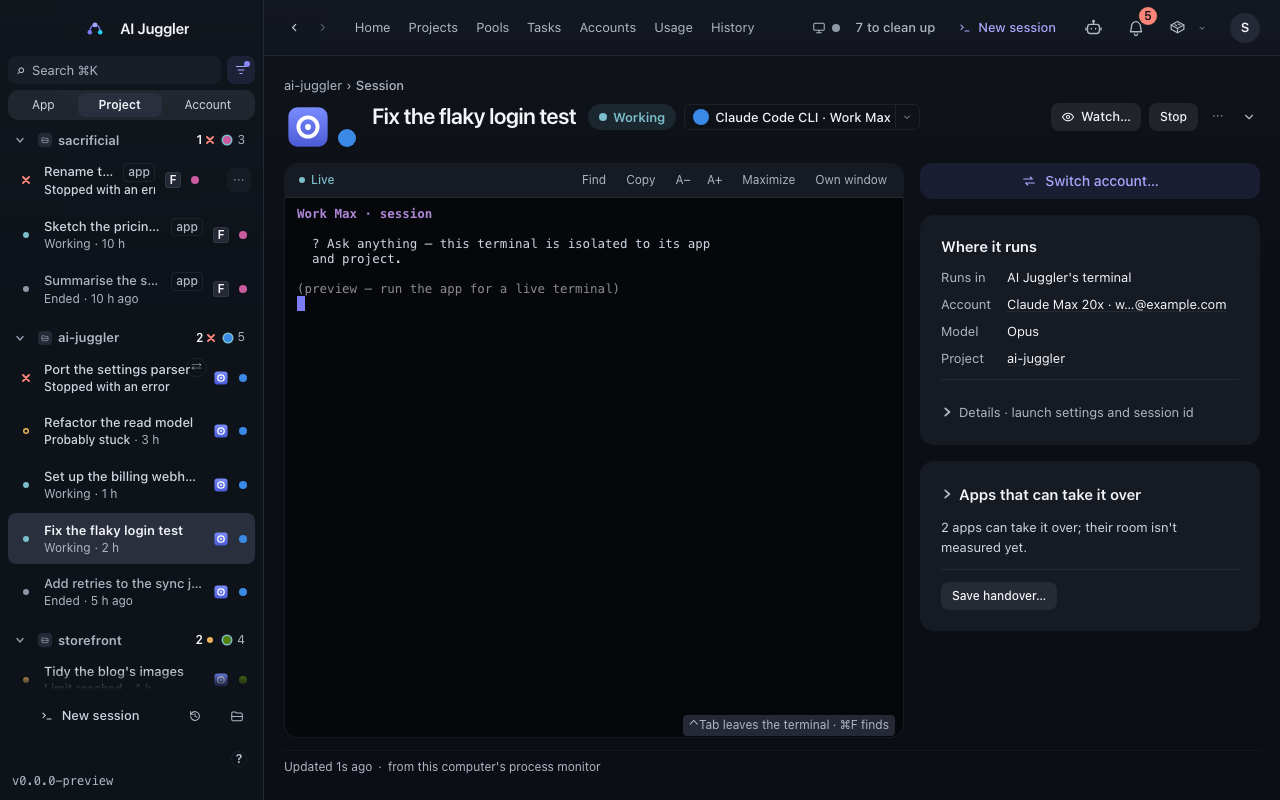 AI Juggler
Search ⌘K
App Project Account
sacrificial 1 3
Rename t... app F
Stopped with an
Sketch the pricin... app F
Working · 10 h
Summarise the s... app F
Ended · 10 h ago
ai-juggler 2 5
Port the settings parser
Stopped with an error
Refactor the read model
Probably stuck · 3 h
Set up the billing webh...
Working · 1 h
Fix the flaky login test
Working · 2 h
Add retries to the sync j...
Ended · 5 h ago
storefront 2 4
Tidy the blog's images
New session
?
v0.0.0-preview
Home Projects Pools Tasks Accounts Usage History 7 to clean up New session 5 S
ai-juggler › Session
Fix the flaky login test Working Claude Code CLI · Work Max Watch... Stop ...
Live Find Copy A– A+ Maximize Own window
Work Max · session
? Ask anything — this terminal is isolated to its app
and project.
(preview — run the app for a live terminal)
^Tab leaves the terminal · ⌘F finds
Switch account...
Where it runs
Runs in AI Juggler's terminal
Account Claude Max 20x · w...@example.com
Model Opus
Project ai-juggler
Details · launch settings and session id
Apps that can take it over
2 apps can take it over; their room isn't
measured yet.
Save handover...
Updated 1s ago · from this computer's process monitor